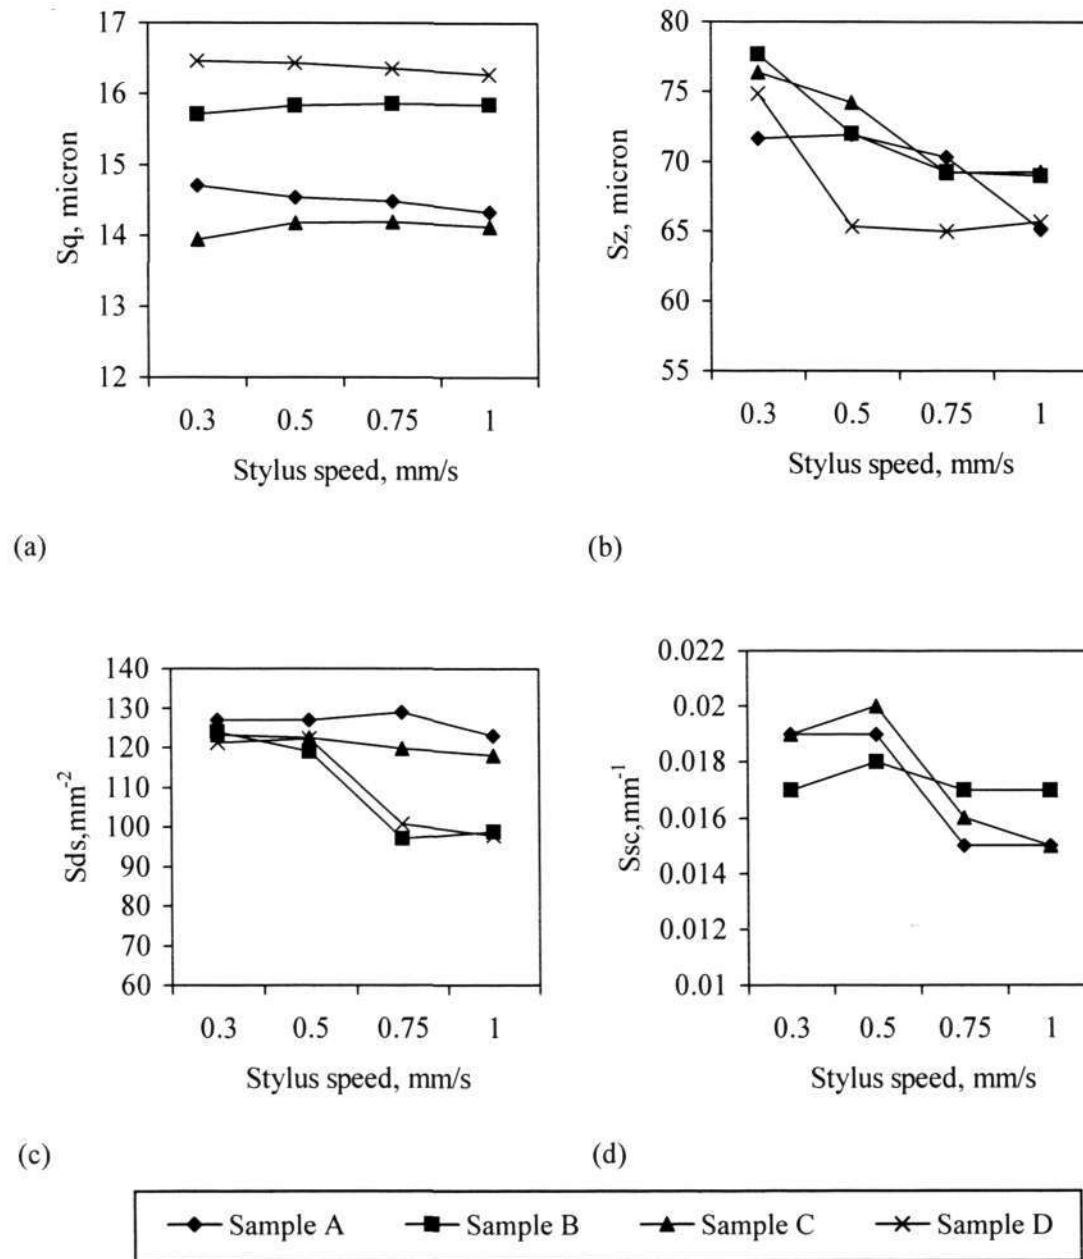 17
16
15
14
13
12
Sq, micron
0.3 0.5 0.75 1
Stylus speed, mm/s
(a)
80
75
70
65
60
55
Sz, micron
0.3 0.5 0.75 1
Stylus speed, mm/s
(b)
140
130
120
110
100
90
80
70
60
Sds,mm-2
0.3 0.5 0.75 1
Stylus speed, mm/s
(c)
0.022
0.02
0.018
0.016
0.014
0.012
0.01
Ssc,mm-1
0.3 0.5 0.75 1
Stylus speed, mm/s
(d)
Sample A Sample B Sample C Sample D